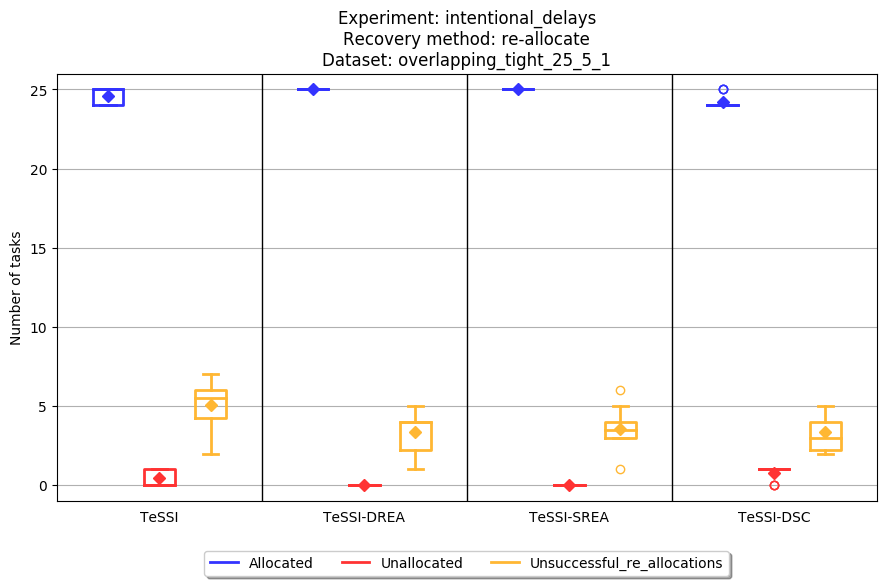 Experiment: intentional_delays
Recovery method: re-allocate
Dataset: overlapping_tight_25_5_1
Number of tasks
25
20
15
10
5
0
TeSSI TeSSI-DREA TeSSI-SREA TeSSI-DSC
Allocated Unallocated Unsuccessful_re_allocations